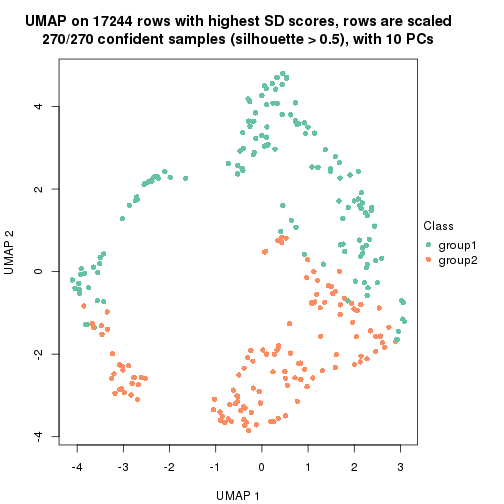 UMAP on 17244 rows with highest SD scores, rows are scaled
270/270 confident samples (silhouette > 0.5), with 10 PCs
4
2
0
-2
-4
UMAP 2
-4 -3 -2 -1 0 1 2 3
UMAP 1
Class
group1
group2